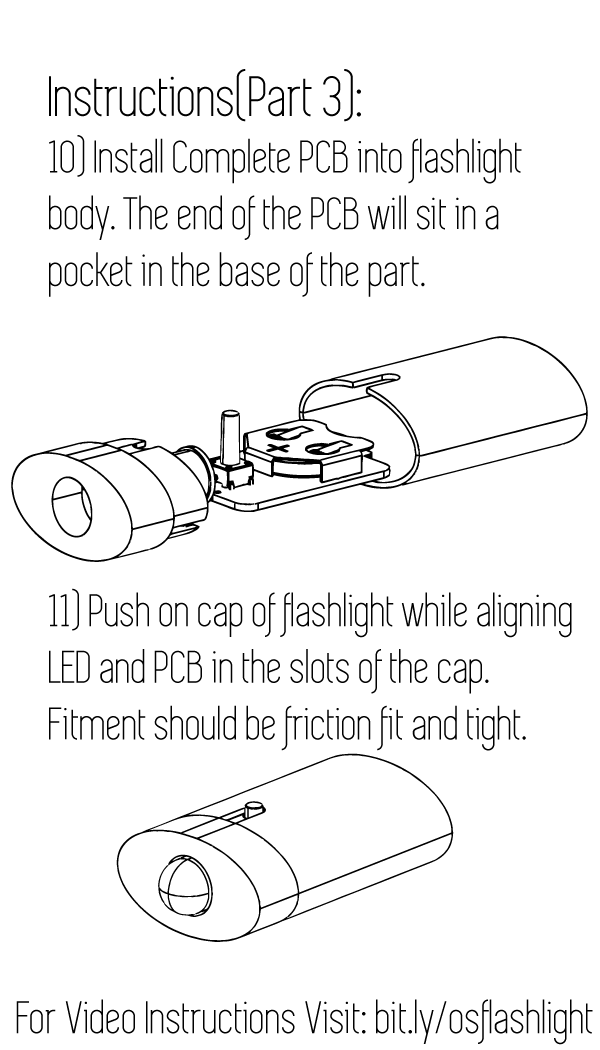 Instructions(Part 3):
10) Install Complete PCB into flashlight
body. The end of the PCB will sit in a
pocket in the base of the part.
+
11) Push on cap of flashlight while aligning
LED and PCB in the slots of the cap.
Fitment should be friction fit and tight.
For Video Instructions Visit: bit.ly/osflashlight